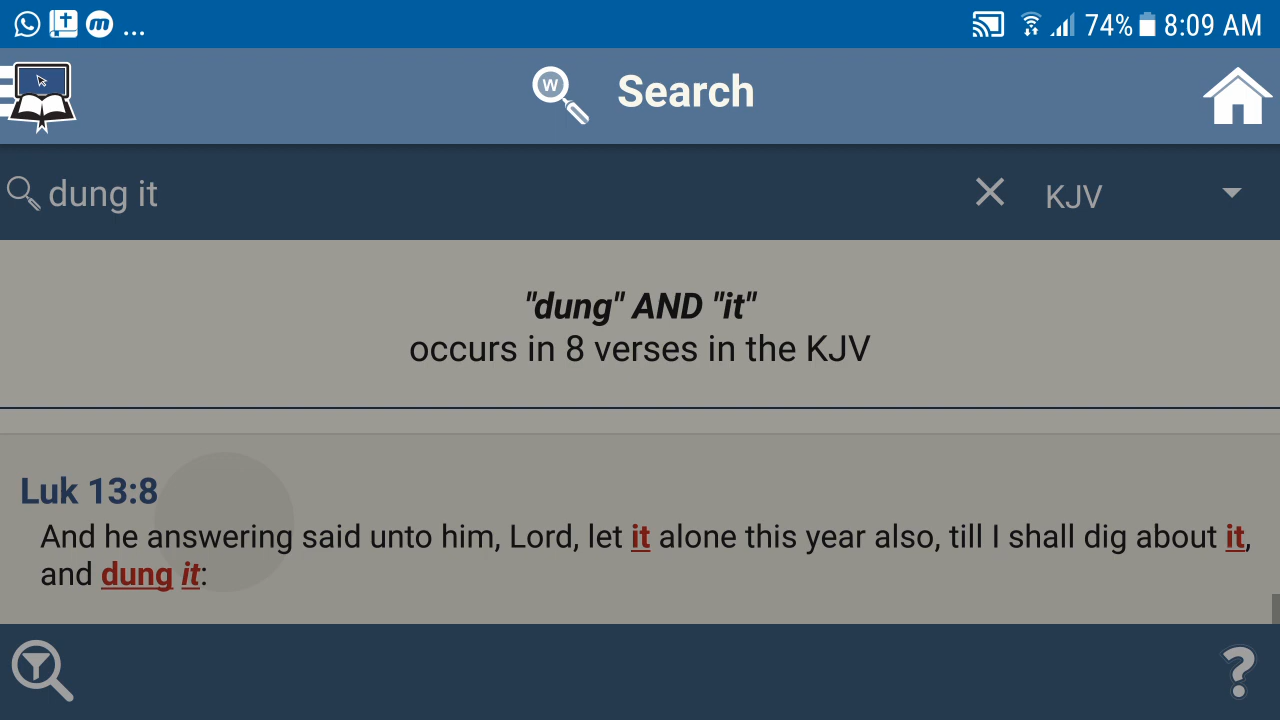 ... 74% 8:09 AM
W Search
dung it KJV
"dung" AND "it"
occurs in 8 verses in the KJV
Luk 13:8
And he answering said unto him, Lord, let it alone this year also, till I shall dig about it,
and dung it:
?